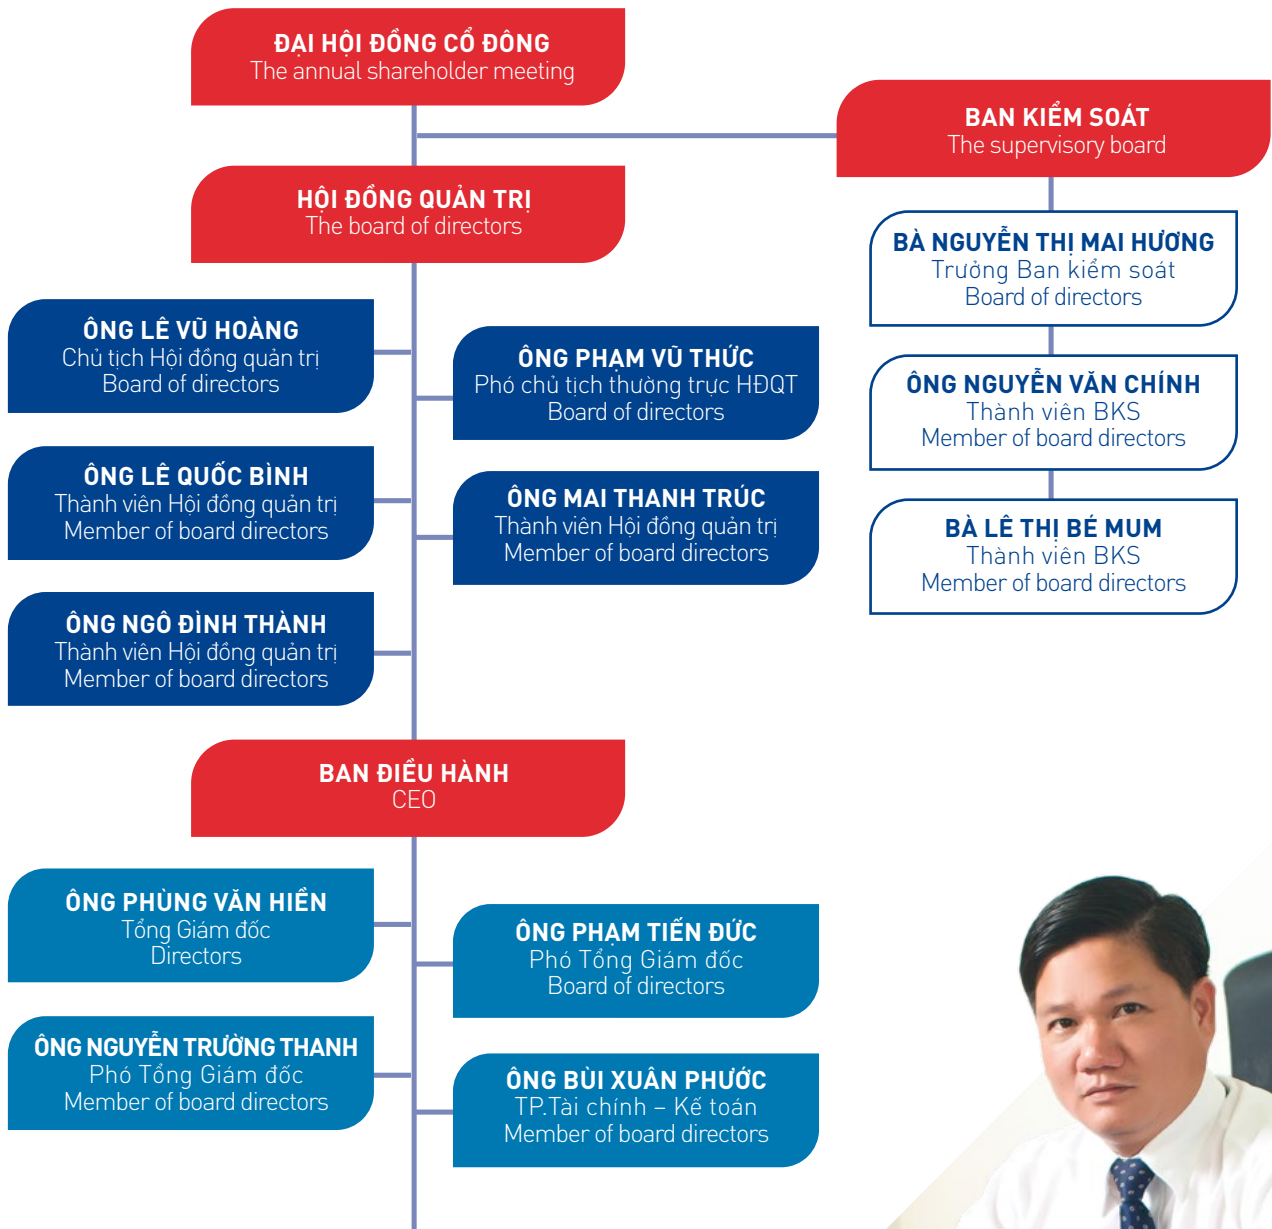 ĐẠI HỘI ĐỒNG CỔ ĐÔNG
The annual shareholder meeting
BAN KIỂM SOÁT
The supervisory board
HỘI ĐỒNG QUẢN TRỊ
The board of directors
BÀ NGUYỄN THỊ MAI HƯƠNG
Trưởng Ban kiểm soát
Board of directors
ÔNG LÊ VŨ HOÀNG
Chủ tịch Hội đồng quản trị
Board of directors
ÔNG PHẠM VŨ THỨC
Phó chủ tịch thường trực HĐQT
Board of directors
ÔNG NGUYỄN VĂN CHÍNH
Thành viên BKS
Member of board directors
ÔNG LÊ QUỐC BÌNH
Thành viên Hội đồng quản trị
Member of board directors
ÔNG MAI THANH TRÚC
Thành viên Hội đồng quản trị
Member of board directors
BÀ LÊ THỊ BÉ MUM
Thành viên BKS
Member of board directors
ÔNG NGÔ ĐÌNH THÀNH
Thành viên Hội đồng quản trị
Member of board directors
BAN ĐIỀU HÀNH
CEO
ÔNG PHÙNG VĂN HIỀN
Tổng Giám đốc
Directors
ÔNG PHẠM TIẾN ĐỨC
Phó Tổng Giám đốc
Board of directors
ÔNG NGUYỄN TRƯỜNG THANH
Phó Tổng Giám đốc
Member of board directors
ÔNG BÙI XUÂN PHƯỚC
TP.Tài chính – Kế toán
Member of board directors